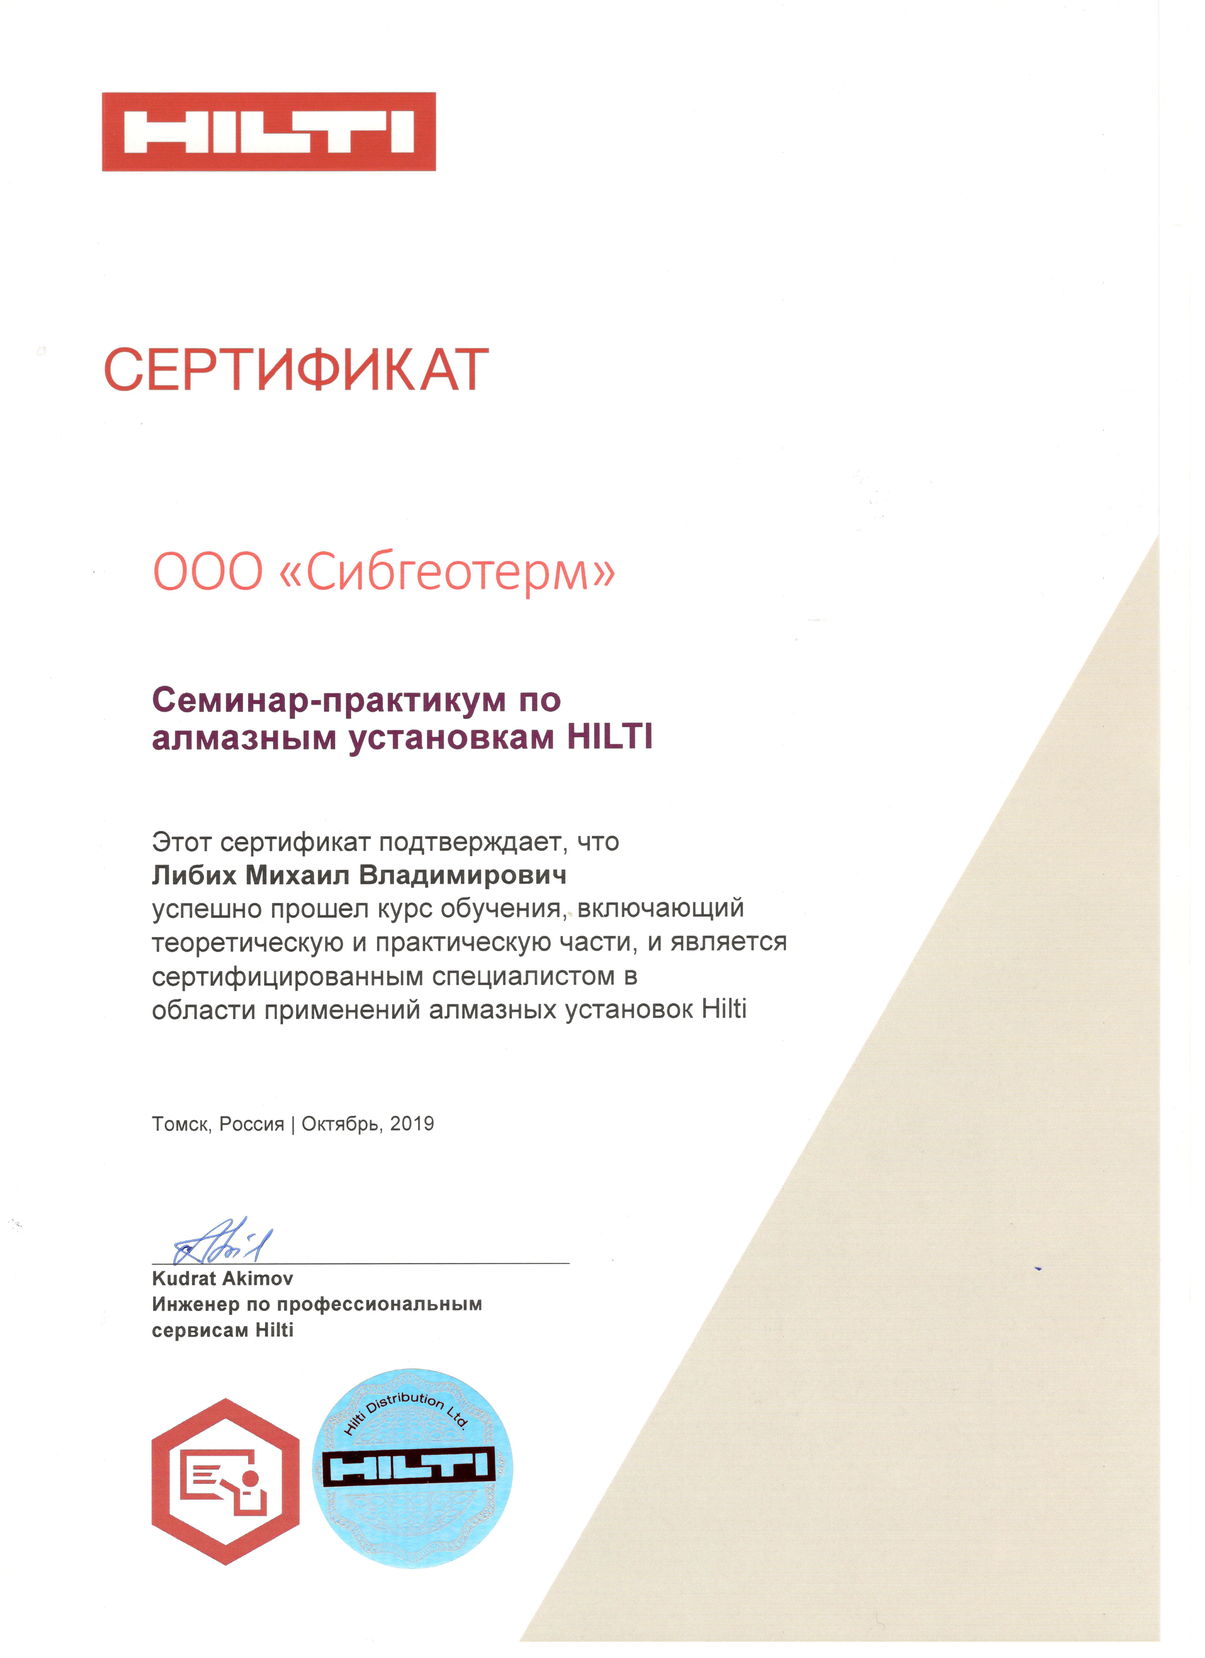 HILTI
СЕРТИФИКАТ
ООО «Сибгеотерм»
Семинар-практикум по
алмазным установкам HILTI
Этот сертификат подтверждает, что
Либих Михаил Владимирович
успешно прошел курс обучения, включающий
теоретическую и практическую части, и является
сертифицированным специалистом в
области применений алмазных установок Hilti
Томск, Россия | Октябрь, 2019
Kudrat Akimov
Инженер по профессиональным
сервисам Hilti
Hilti Distribution Ltd.
HILTI